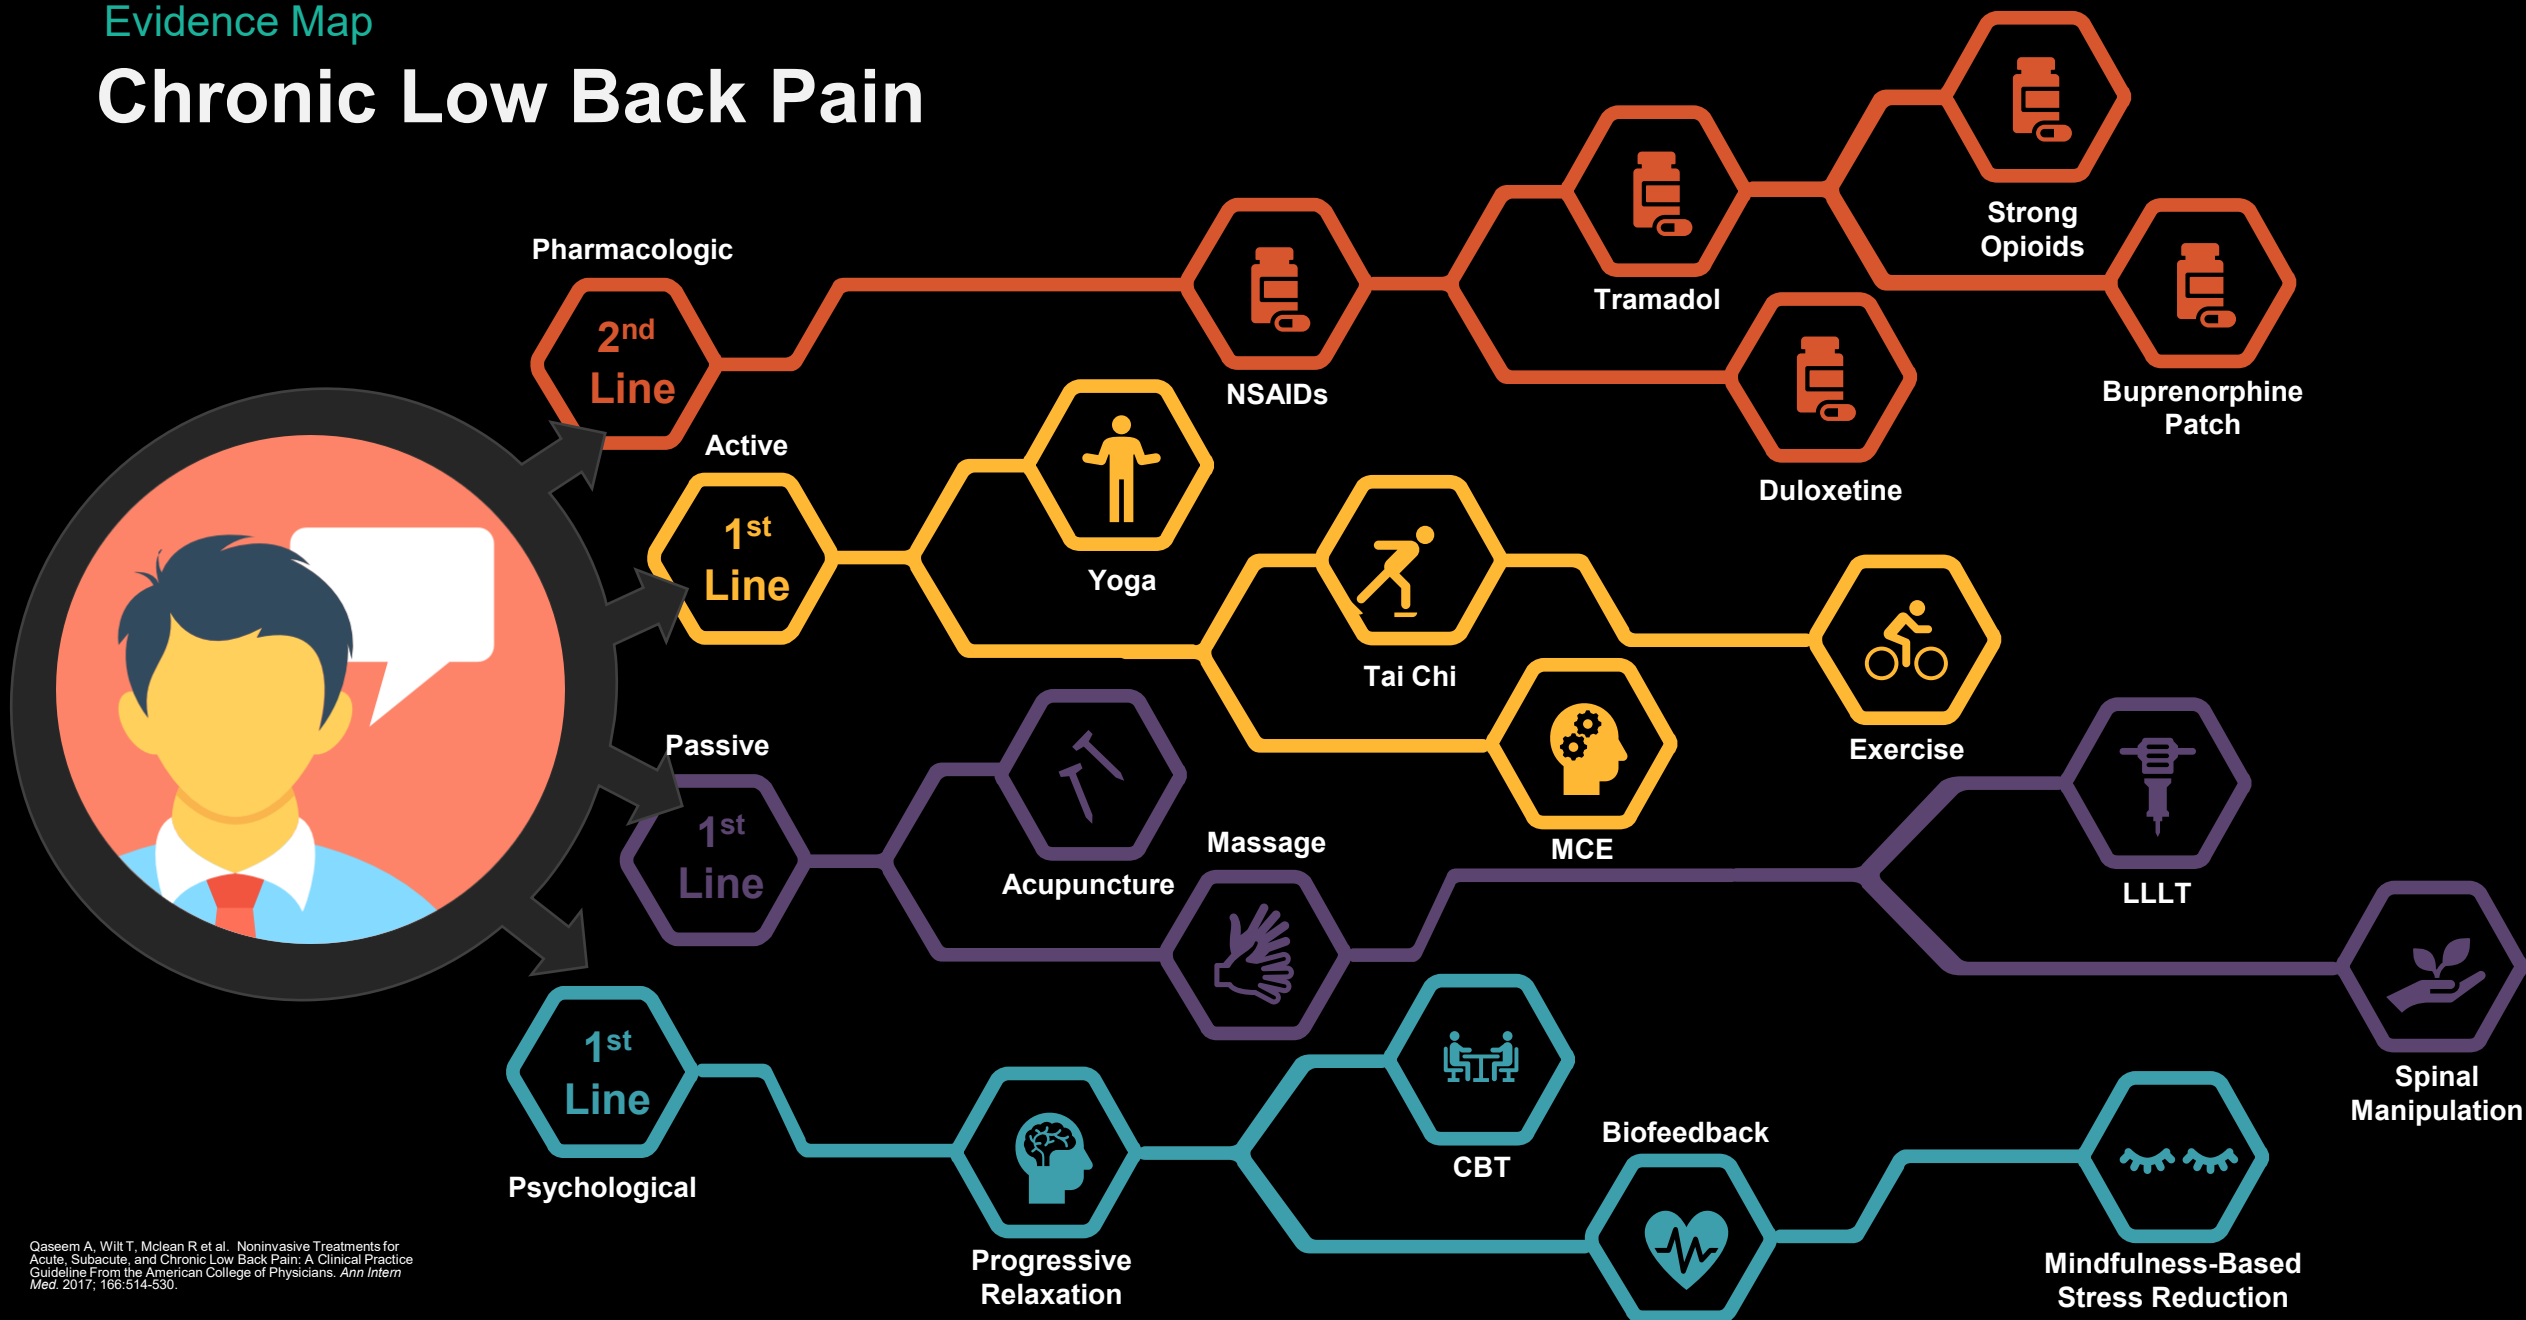 Evidence Map
Chronic Low Back Pain
Pharmacologic
2nd
Line
NSAIDs
Tramadol
Strong
Opioids
Duloxetine
Buprenorphine
Patch
Active
1st
Line
Yoga
Tai Chi
MCE
Exercise
Passive
1st
Line
Acupuncture
Massage
LLLT
Spinal
Manipulation
1st
Line
Psychological
Progressive
Relaxation
CBT
Biofeedback
Mindfulness-Based
Stress Reduction
Qaseem A, Wilt T, Mclean R et al. Noninvasive Treatments for
Acute, Subacute, and Chronic Low Back Pain: A Clinical Practice
Guideline From the American College of Physicians. Ann Intern
Med. 2017; 166:514-530.